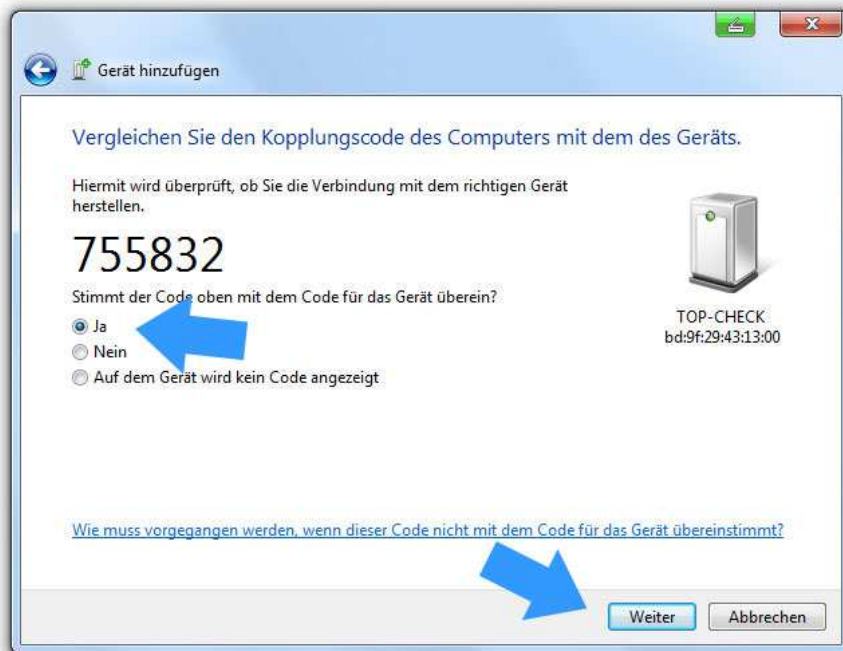 Gerät hinzufügen
Vergleichen Sie den Kopplungscode des Computers mit dem des Geräts.
Hiermit wird überprüft, ob Sie die Verbindung mit dem richtigen Gerät
herstellen.
755832
Stimmt der Code oben mit dem Code für das Gerät überein?
Ja
Nein
Auf dem Gerät wird kein Code angezeigt
TOP-CHECK
bd:9f:29:43:13:00
Wie muss vorgegangen werden, wenn dieser Code nicht mit dem Code für das Gerät übereinstimmt?
Weiter
Abbrechen